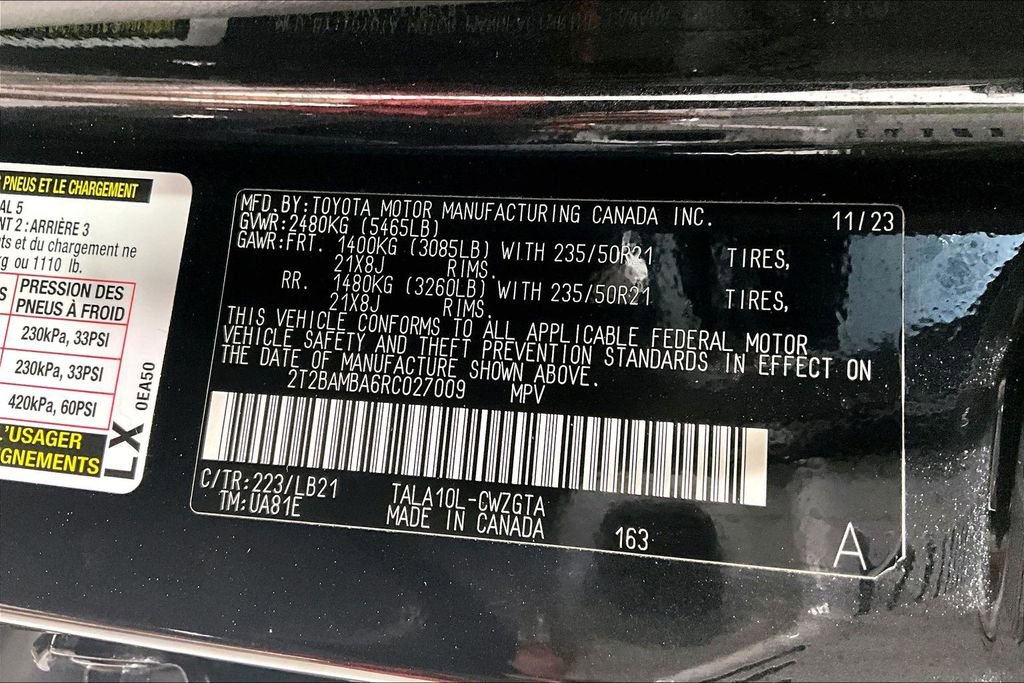 PNEUS ET LE CHARGEMENT
AL 5
NT 2 : ARRIÈRE 3
et du chargement ne
ou 1110 lb.
S PRESSION DES
PNEUS À FROID
230kPa, 33PSI
230kPa, 33PSI
420kPa, 60PSI
L'USAGER
GNEMENTS
LX
0EA50
MFD.BY:TOYOTA MOTOR MANUFACTURING CANADA INC. 11/23
GVWR:2480KG (5465LB)
GAWR:FRT. 1400KG (3085LB) WITH 235/50R21 TIRES,
21X8J RIMS.
RR. 1480KG (3260LB) WITH 235/50R21 TIRES,
21X8J RIMS.
THIS VEHICLE CONFORMS TO ALL APPLICABLE FEDERAL MOTOR
VEHICLE SAFETY AND THEFT PREVENTION STANDARDS IN EFFECT ON
THE DATE OF MANUFACTURE SHOWN ABOVE.
2T2BAMBA6RC027009 MPV
C/TR:223/LB21 TALA10L-CWZGTA
TM:UA81E MADE IN CANADA 163 A